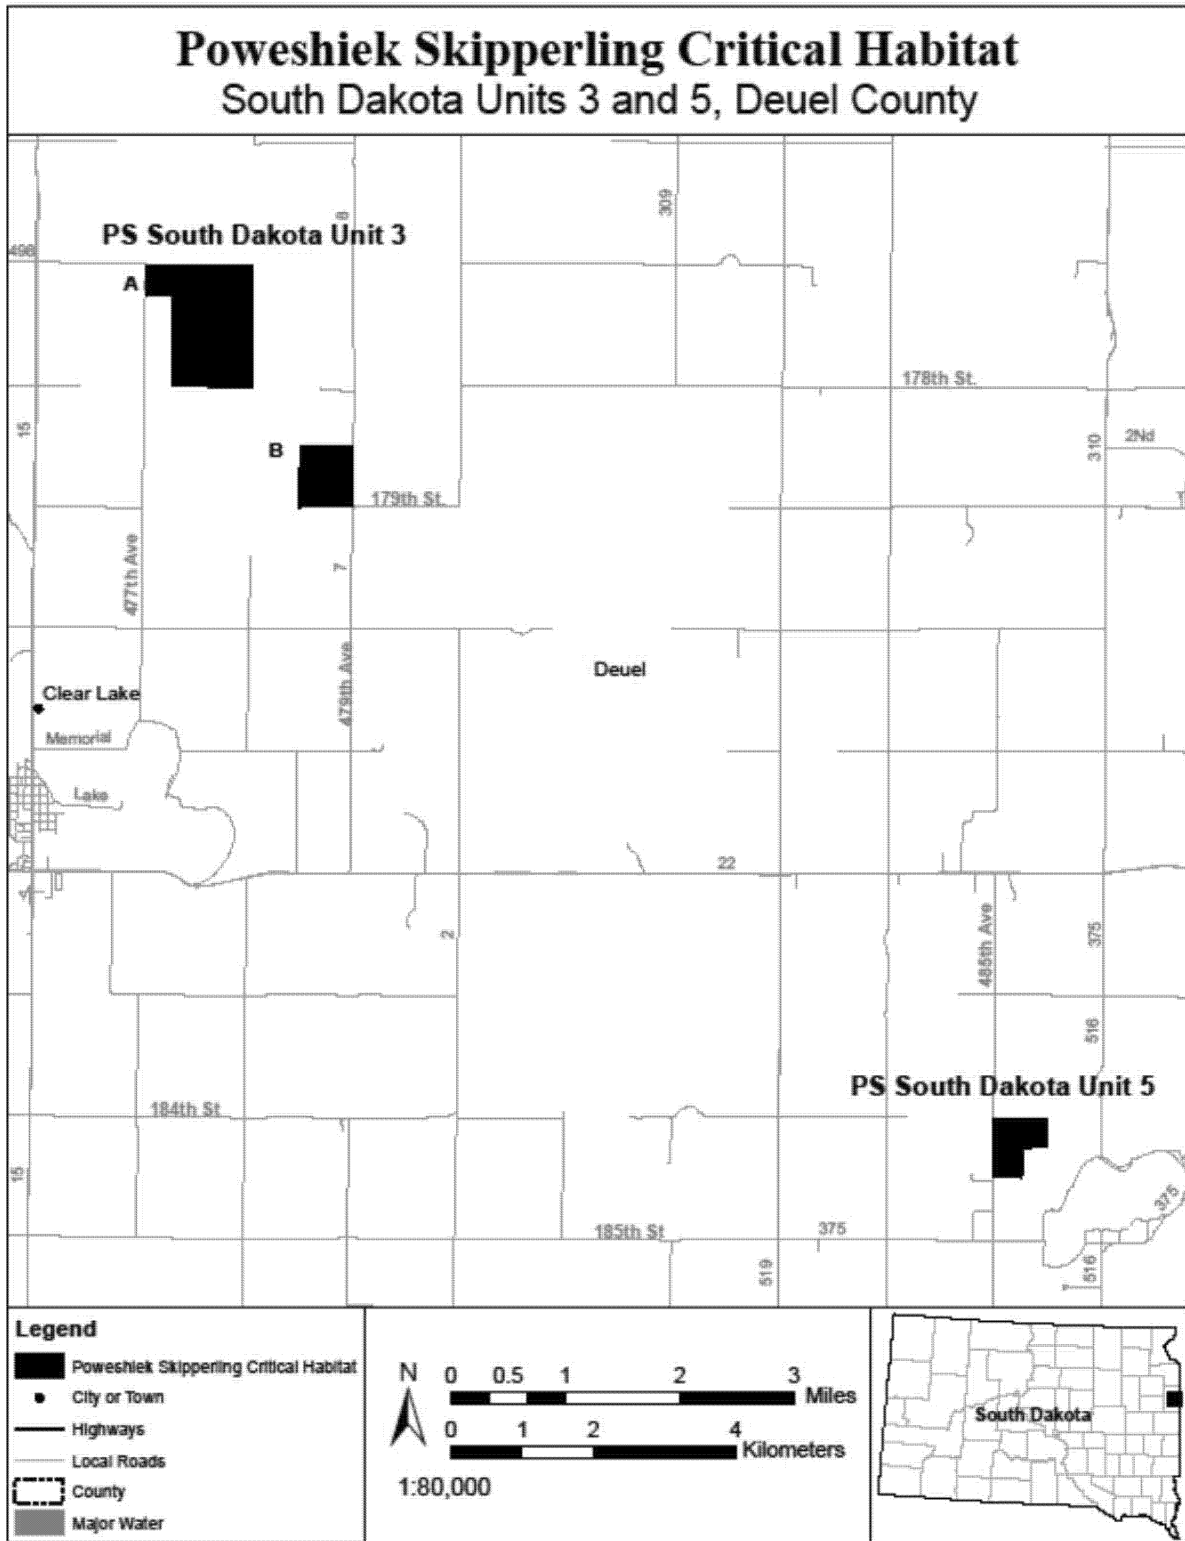 Poweshiek Skipperling Critical Habitat
South Dakota Units 3 and 5, Deuel County
309
8
PS South Dakota Unit 3
498
A
178th St.
15
310
2Nd
B
179th St.
477th Ave
7
479th Ave
Deuel
Clear Lake
Memorial
Lake
22
2
485th Ave
375
516
PS South Dakota Unit 5
184th St
15
375
185th St
375
519
516
Legend
Poweshiek Skipperling Critical Habitat
City or Town
Highways
Local Roads
County
Major Water
N
0 0.5 1 2 3
Miles
0 1 2 4
Kilometers
1:80,000
South Dakota